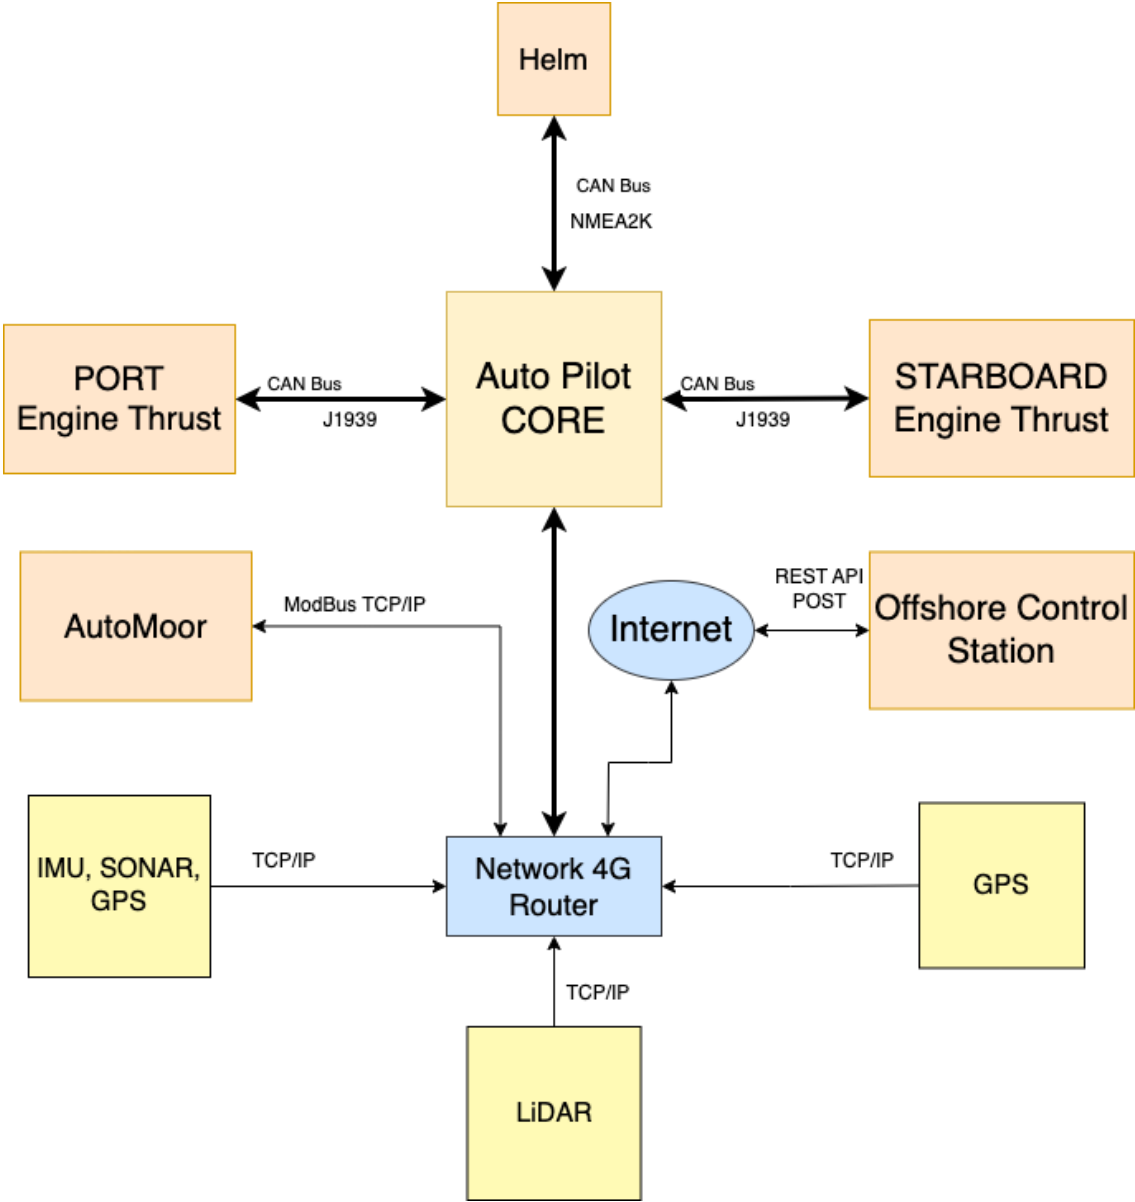 Helm
CAN Bus
NMEA2K
PORT
Engine Thrust
CAN Bus
J1939
Auto Pilot
CORE
CAN Bus
J1939
STARBOARD
Engine Thrust
AutoMoor
ModBus TCP/IP
Internet
REST API
POST
Offshore Control
Station
IMU, SONAR,
GPS
TCP/IP
Network 4G
Router
TCP/IP
GPS
TCP/IP
LiDAR